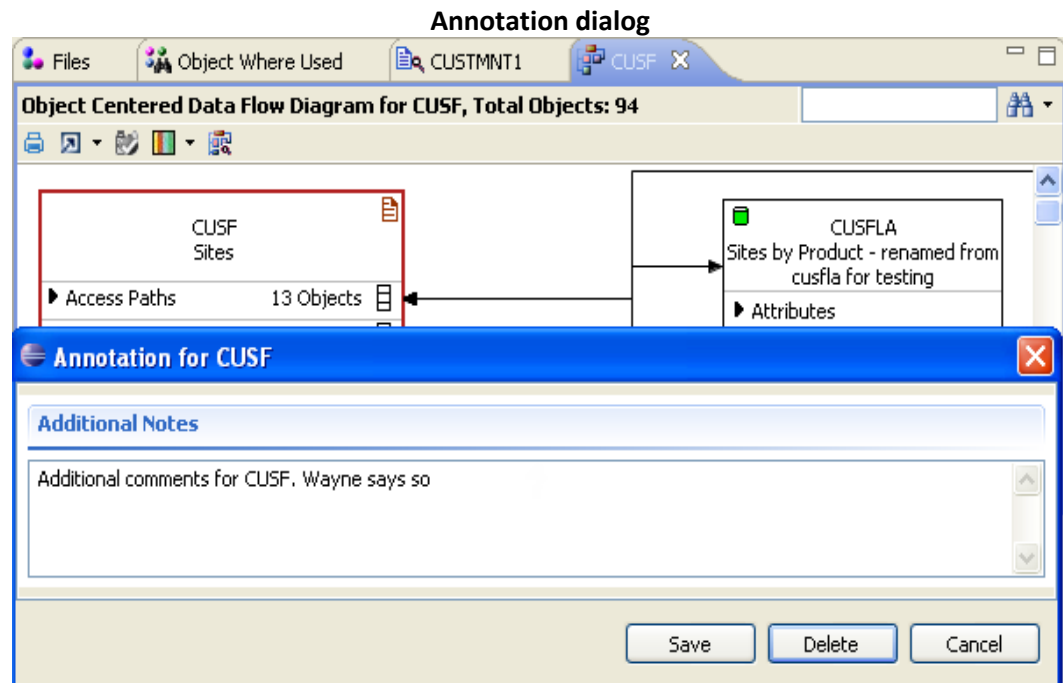 Annotation dialog
Files Object Where Used CUSTMNT1 CUSF
Object Centered Data Flow Diagram for CUSF, Total Objects: 94
CUSF
Sites
Access Paths 13 Objects
CUSFLA
Sites by Product - renamed from
cusfla for testing
Attributes
Annotation for CUSF
Additional Notes
Additional comments for CUSF. Wayne says so
Save Delete Cancel